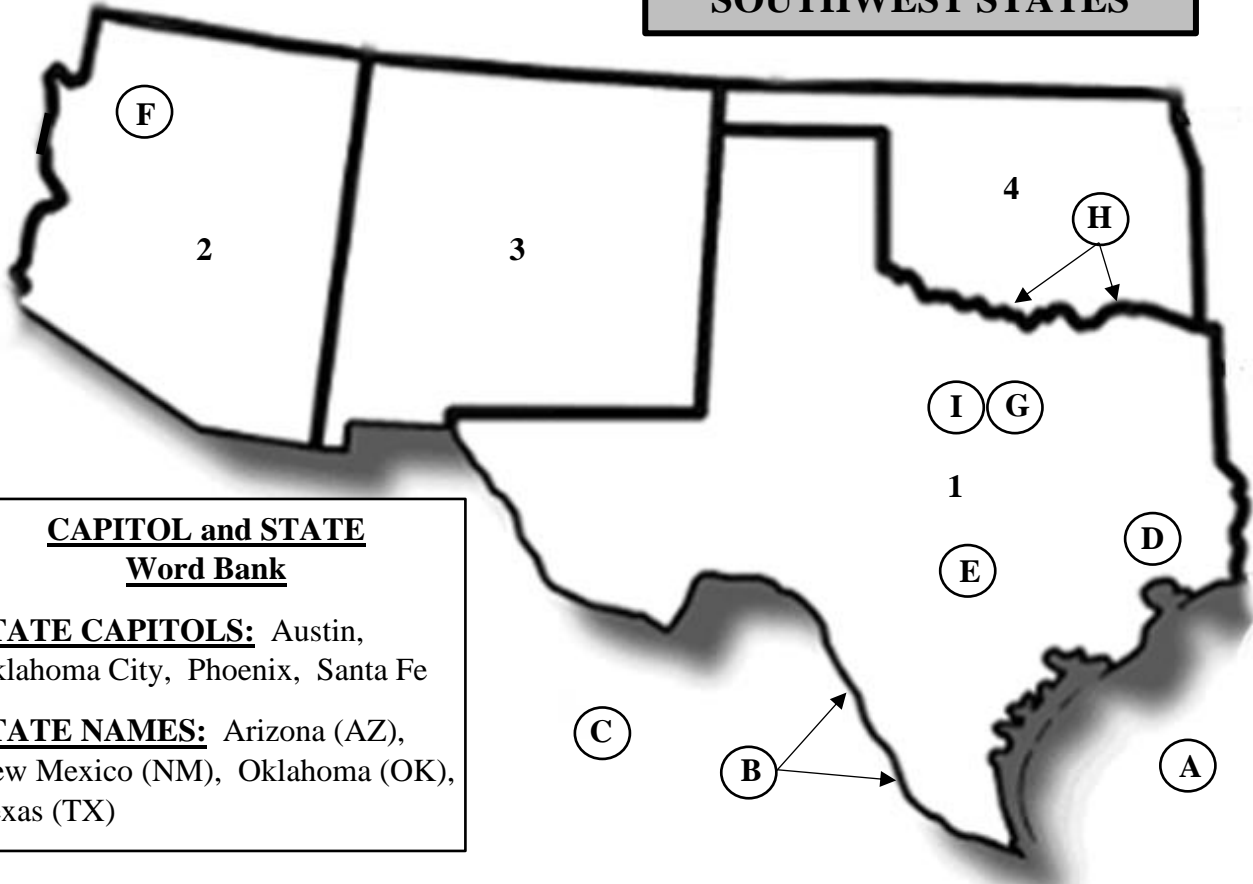 SOUTHWEST STATES
F
4
H
2
3
I G
1
D
E
C
B
A
CAPITOL and STATE
Word Bank
TATE CAPITOLS: Austin,
klahoma City, Phoenix, Santa Fe
TATE NAMES: Arizona (AZ),
ew Mexico (NM), Oklahoma (OK),
exas (TX)